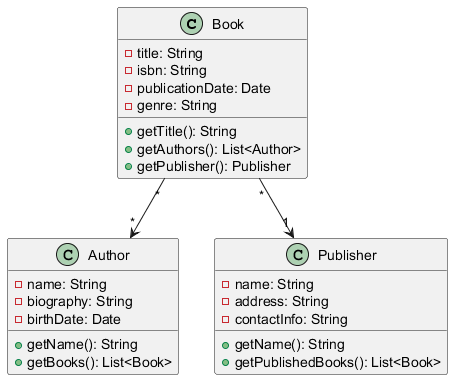 C Book
title: String
isbn: String
publicationDate: Date
genre: String
getTitle(): String
getAuthors(): List<Author>
getPublisher(): Publisher
* *
* 1
C Author
name: String
biography: String
birthDate: Date
getName(): String
getBooks(): List<Book>
C Publisher
name: String
address: String
contactInfo: String
getName(): String
getPublishedBooks(): List<Book>